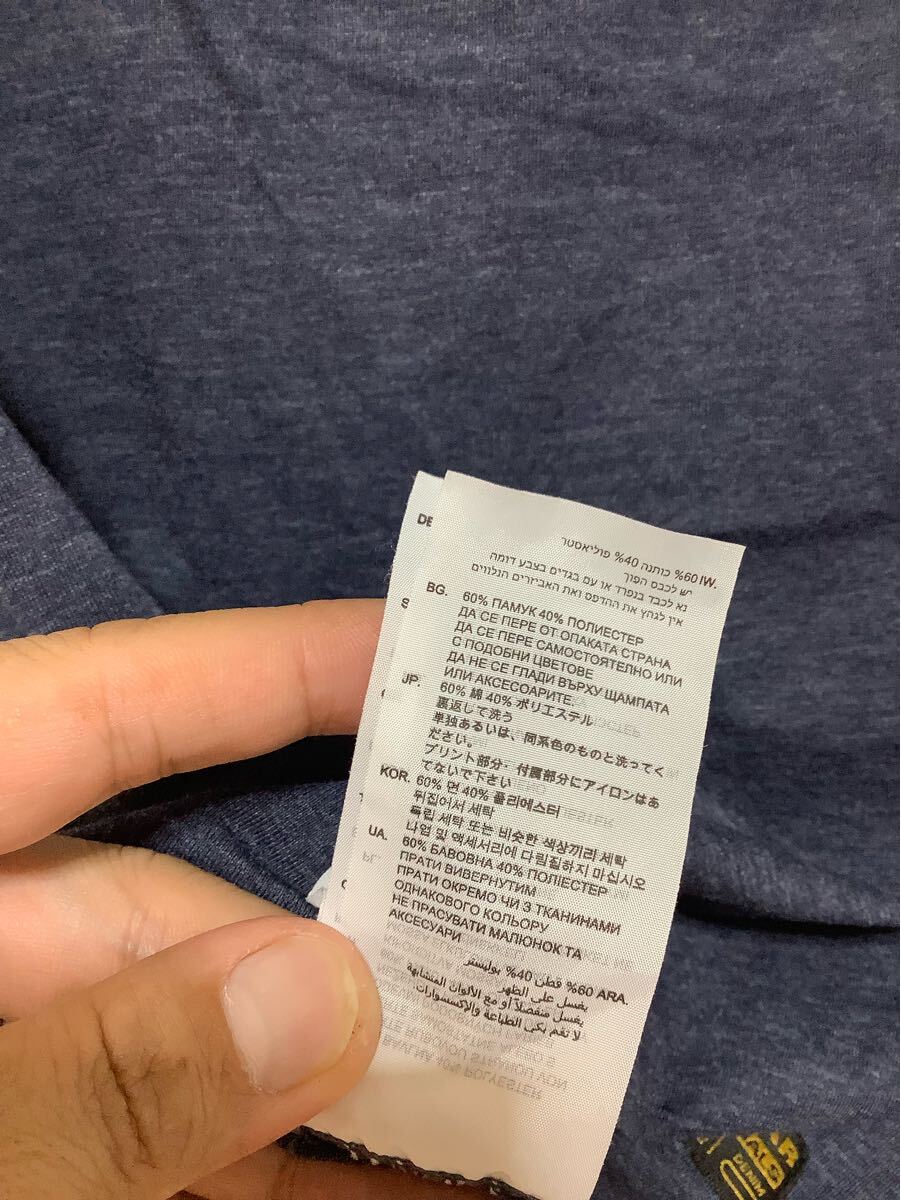 %60 IW. כותנה 40% פוליאסטר
יש לכבס הפוך
נא לכבד בנפרד או עם בגדים בצבע דומה
אין לגהץ את ההדפס ואת האביזרים הנלווים
BG. 60% ПАМУК 40% ПОЛИЕСТЕР
ДА СЕ ПЕРЕ ОТ ОПАКАТА СТРАНА
ДА СЕ ПЕРЕ САМОСТОЯТЕЛНО ИЛИ
С ПОДОБНИ ЦВЕТОВЕ
ДА НЕ СЕ ГЛАДИ ВЪРХУ ЩАМПАТА
ИЛИ АКСЕСОАРИТЕ.
JP. 60% 綿 40% ポリエステル
裏返して洗う
単独あるいは、同系色のものと洗ってく
ださい。
プリント部分；付属部分にアイロンはあ
てないで下さい
KOR. 60% 면 40% 폴리에스터
뒤집어서 세탁
독립 세탁 또는 비슷한 색상끼리 세탁
나염 및 액세서리에 다림질하지 마십시오
UA. 60% БАВОВНА 40% ПОЛІЕСТЕР
ПРАТИ ВИВЕРНУТИМ
ПРАТИ ОКРЕМО ЧИ З ТКАНИНАМИ
ОДНАКОВОГО КОЛЬОРУ
НЕ ПРАСУВАТИ МАЛЮНОК ТА
АКСЕСУАРИ
%60 ARA. قطن 40% بوليستر
يغسل على الظهر
يغسل منفصلاً أو مع الألوان المتشابهة
لا تقم بكي الطباعة والإكسسوارات.
DE
DENIM